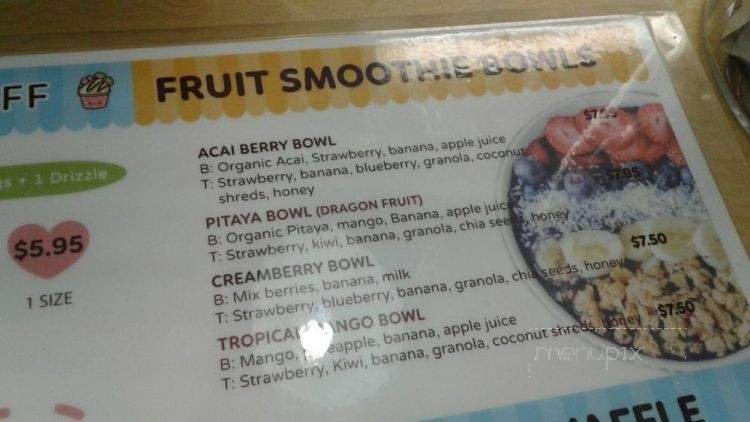 FF
FRUIT SMOOTHIE BOWLS
gs + 1 Drizzle
$5.95
1 SIZE
ACAI BERRY BOWL $7.95
B: Organic Acai, Strawberry, banana, apple juice
T: Strawberry, banana, blueberry, granola, coconut
shreds, honey
PITAYA BOWL (DRAGON FRUIT) $7.95
B: Organic Pitaya, mango, Banana, apple juice
T: Strawberry, kiwi, banana, granola, chia seeds, honey
CREAMBERRY BOWL $7.50
B: Mix berries, banana, milk
T: Strawberry, blueberry, banana, granola, chia seeds, honey
TROPICAL MANGO BOWL $7.50
B: Mango, Pineapple, banana, apple juice
T: Strawberry, Kiwi, banana, granola, coconut shreds, honey
menupix
WAFFLE